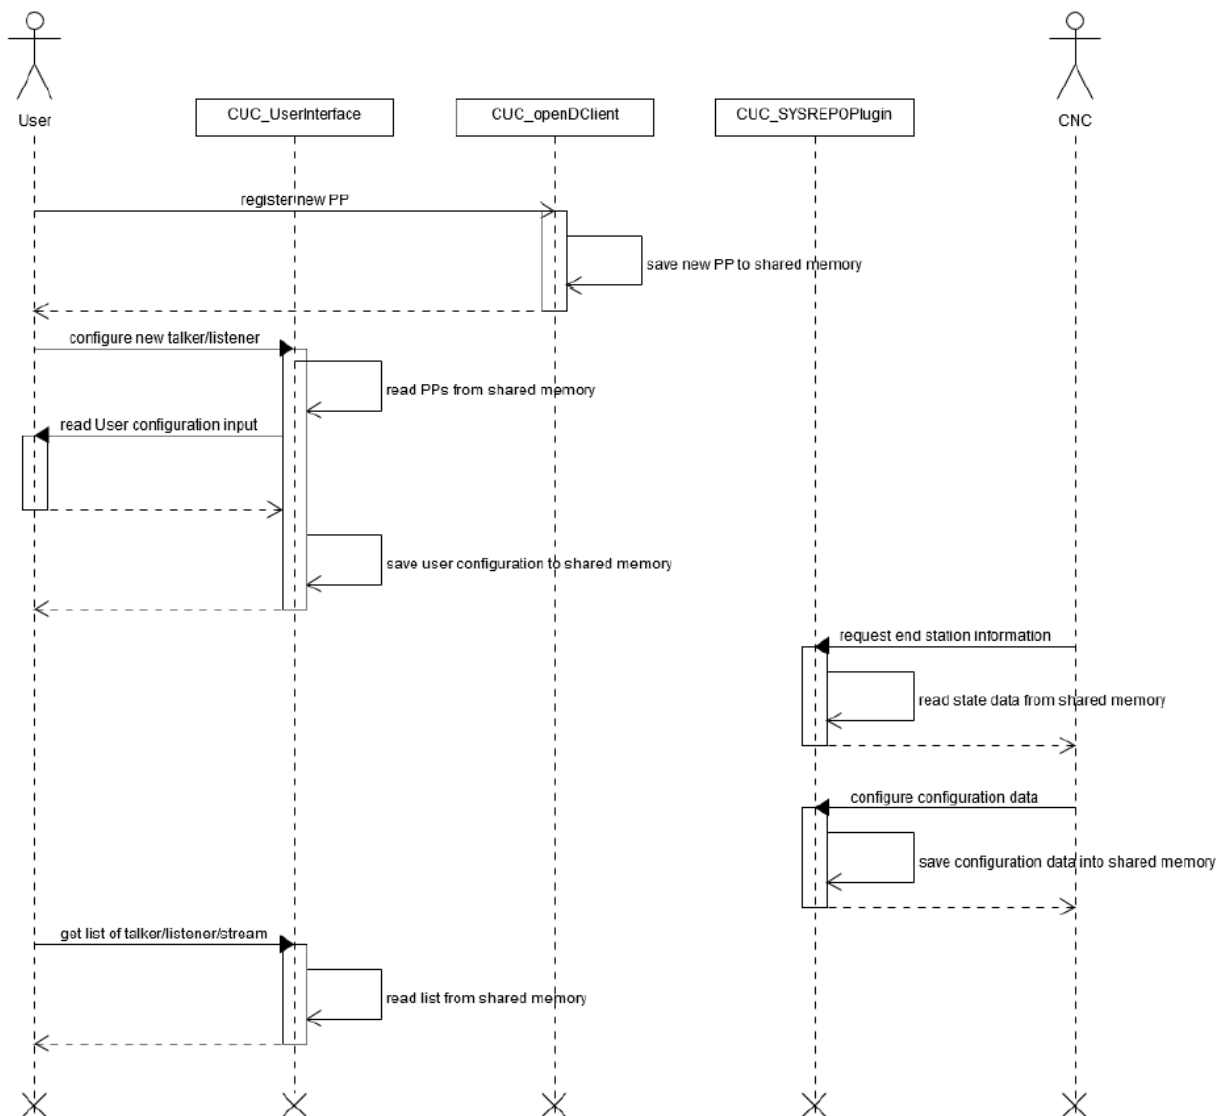 User
CUC_UserInterface
CUC_openDClient
CUC_SYSREPOPlugin
CNC
register new PP
save new PP to shared memory
configure new talker/listener
read PPs from shared memory
read User configuration input
save user configuration to shared memory
request end station information
read state data from shared memory
configure configuration data
save configuration data into shared memory
get list of talker/listener/stream
read list from shared memory